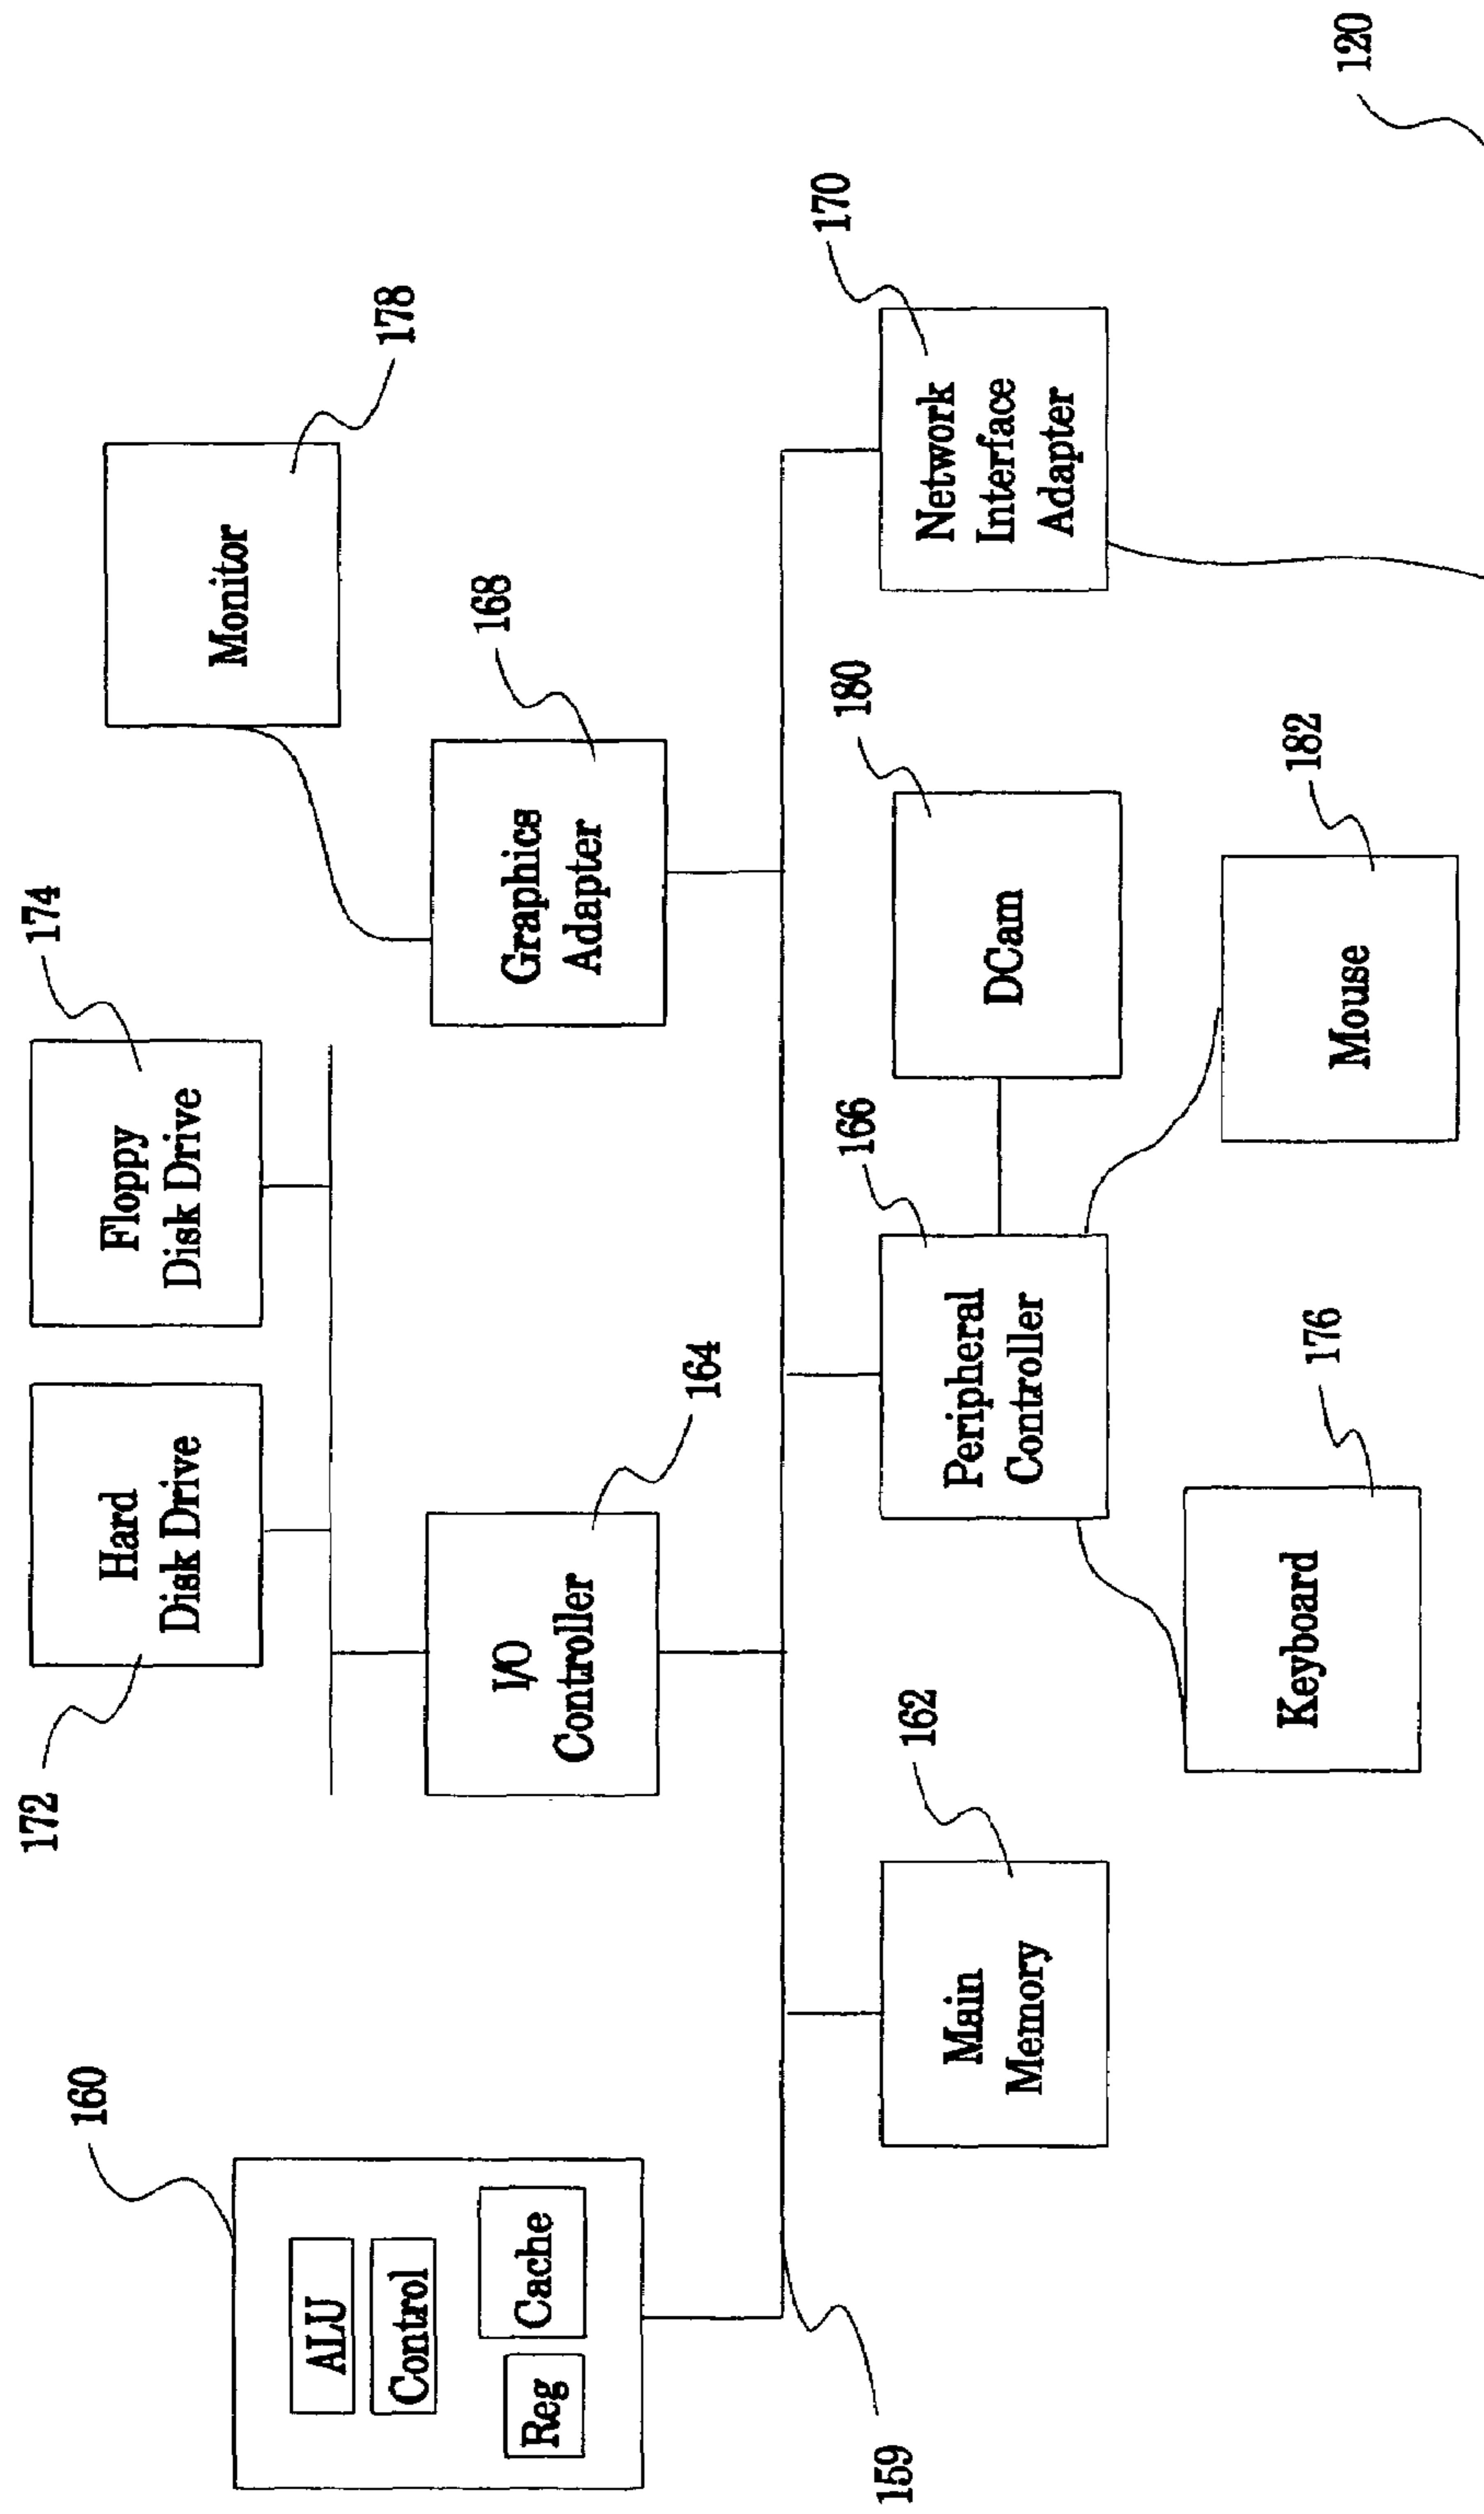 172
Hard
Disk Drive
174
Floppy
Disk Drive
Monitor
178
160
ALU
Control
Reg
Cache
I/O
Controller
164
Graphics
Adapter
168
159
Main
Memory
162
Peripheral
Controller
166
DCam
180
Network
Interface
Adapter
170
Keyboard
176
Mouse
182
120